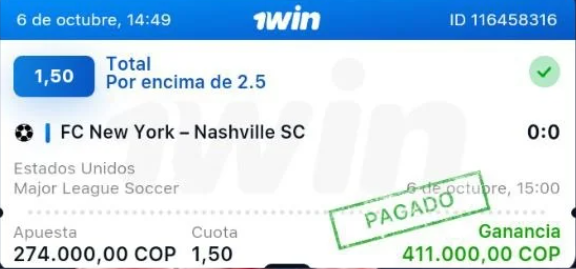 6 de octubre, 14:49 1win ID 116458316
1,50 Total
Por encima de 2.5
FC New York – Nashville SC 0:0
Estados Unidos
Major League Soccer 6 de octubre, 15:00
PAGADO
Apuesta Cuota Ganancia
274.000,00 COP 1,50 411.000,00 COP
1win